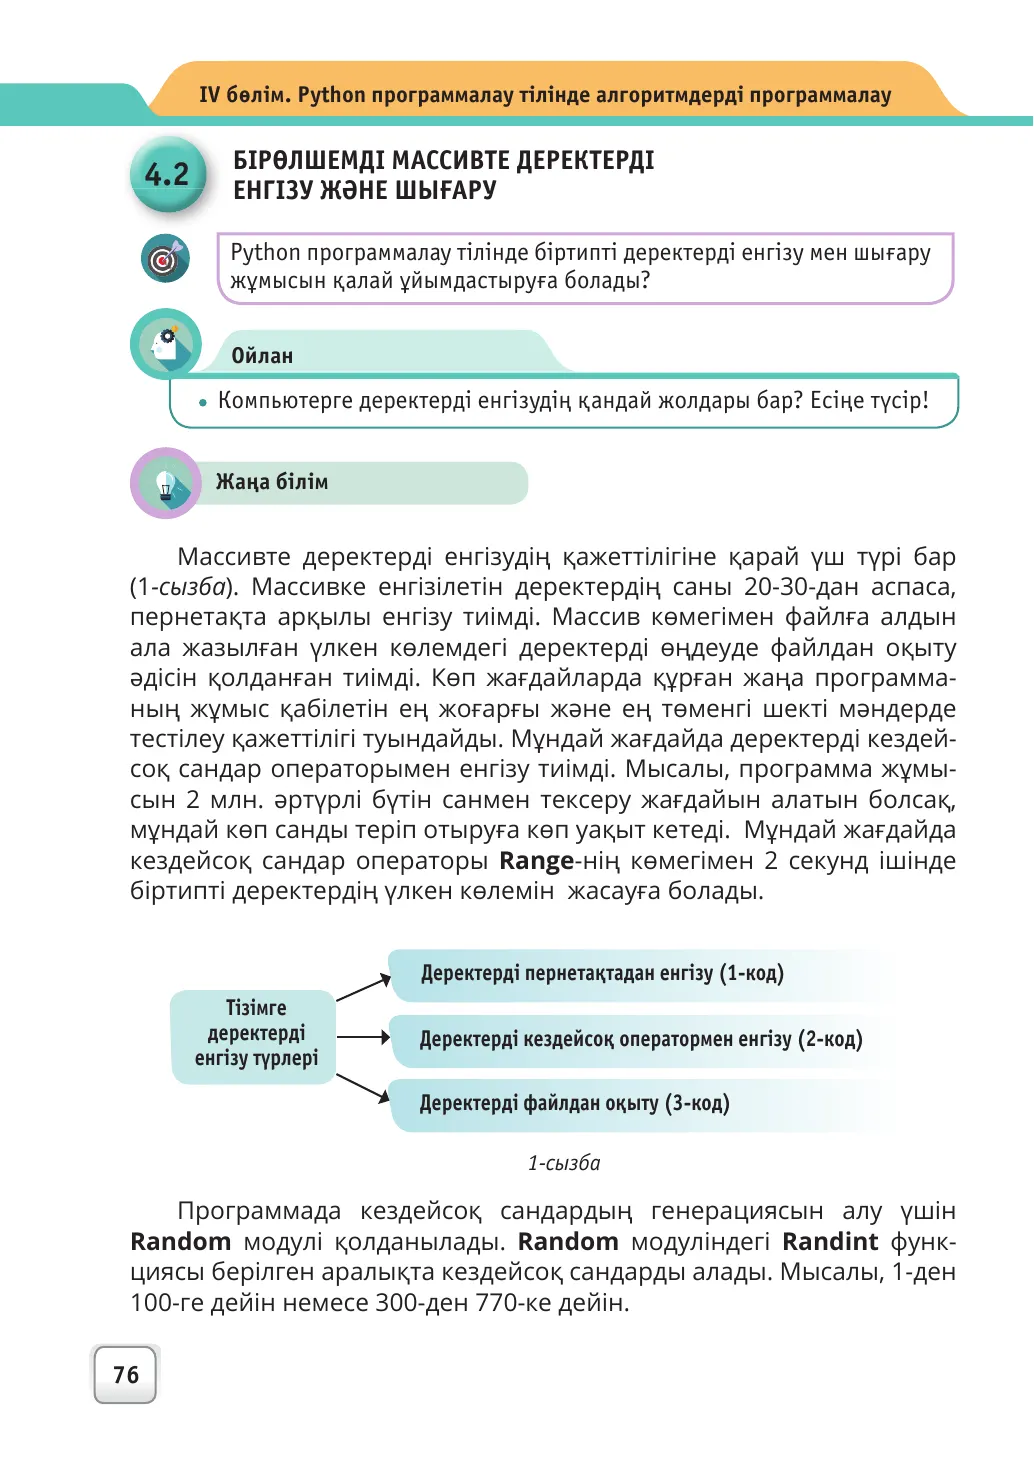 IV бөлім. Python программалау тілінде алгоритмдерді программалау
4.2
БІРӨЛШЕМДІ МАССИВТЕ ДЕРЕКТЕРДІ
ЕНГІЗУ ЖӘНЕ ШЫҒАРУ
Python программалау тілінде біртипті деректерді енгізу мен шығару
жұмысын қалай ұйымдастыруға болады?
Ойлан
• Компьютерге деректерді енгізудің қандай жолдары бар? Есіңе түсір!
Жаңа білім
Массивте деректерді енгізудің қажеттілігіне қарай үш түрі бар
(1-сызба). Массивке енгізілетін деректердің саны 20-30-дан аспаса,
пернетақта арқылы енгізу тиімді. Массив көмегімен файлға алдын
ала жазылған үлкен көлемдегі деректерді өңдеуде файлдан оқыту
әдісін қолданған тиімді. Көп жағдайларда құрған жаңа программа-
ның жұмыс қабілетін ең жоғарғы және ең төменгі шекті мәндерде
тестілеу қажеттілігі туындайды. Мұндай жағдайда деректерді кездей-
соқ сандар операторымен енгізу тиімді. Мысалы, программа жұмы-
сын 2 млн. әртүрлі бүтін санмен тексеру жағдайын алатын болсақ,
мұндай көп санды теріп отыруға көп уақыт кетеді. Мұндай жағдайда
кездейсоқ сандар операторы Range-нің көмегімен 2 секунд ішінде
біртипті деректердің үлкен көлемін жасауға болады.
Тізімге
деректерді
енгізу түрлері
Деректерді пернетақтадан енгізу (1-код)
Деректерді кездейсоқ оператормен енгізу (2-код)
Деректерді файлдан оқыту (3-код)
1-сызба
Программада кездейсоқ сандардың генерациясын алу үшін
Random модулі қолданылады. Random модуліндегі Randint функ-
циясы берілген аралықта кездейсоқ сандарды алады. Мысалы, 1-ден
100-ге дейін немесе 300-ден 770-ке дейін.
76